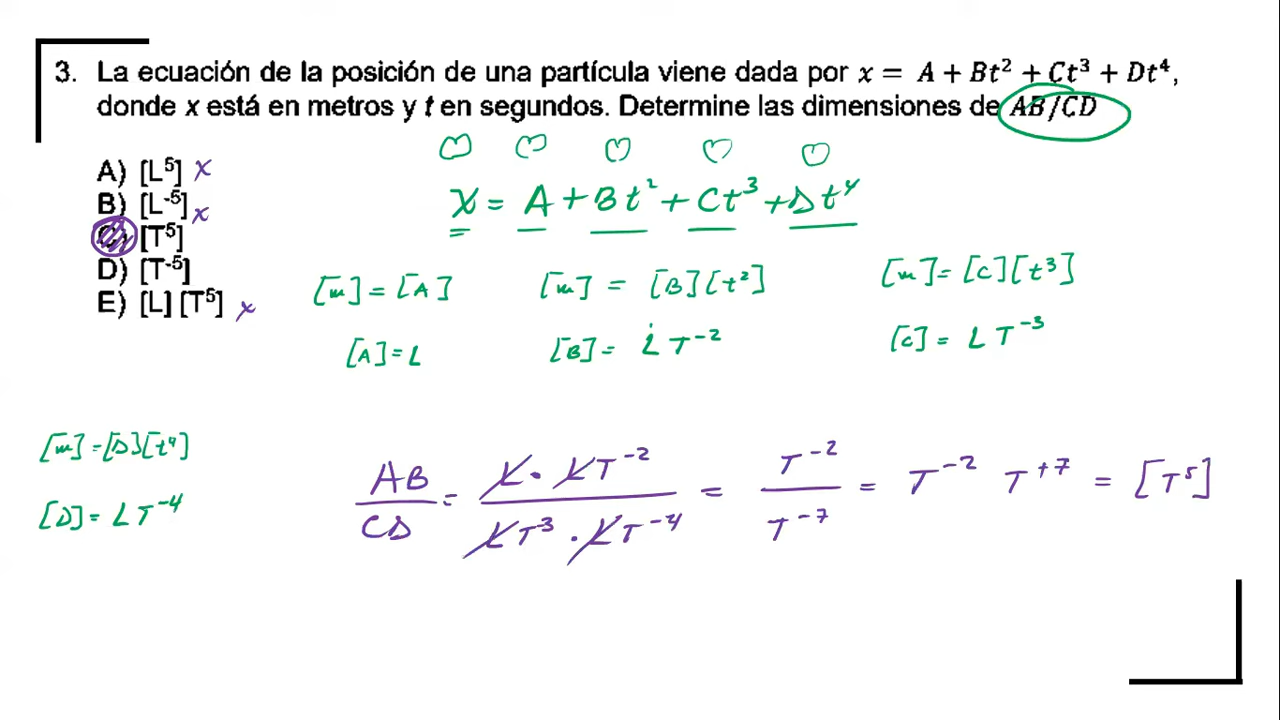 3. La ecuación de la posición de una partícula viene dada por x = A + Bt² + Ct³ + Dt⁴,
donde x está en metros y t en segundos. Determine las dimensiones de AB/CD
A) [L⁵] x
B) [L⁻⁵] x
C) [T⁵]
D) [T⁻⁵]
E) [L] [T⁵] x
x = A + Bt² + Ct³ + Dt⁴
[m] = [A]
[m] = [B][t²]
[m] = [C][t³]
[A] = L
[B] = L T⁻²
[C] = L T⁻³
[m] = [D][t⁴]
[D] = L T⁻⁴
AB/CD = L · L T⁻² / L T³ · L T⁻⁴ = T⁻² / T⁻⁷ = T⁻² T⁺⁷ = [T⁵]